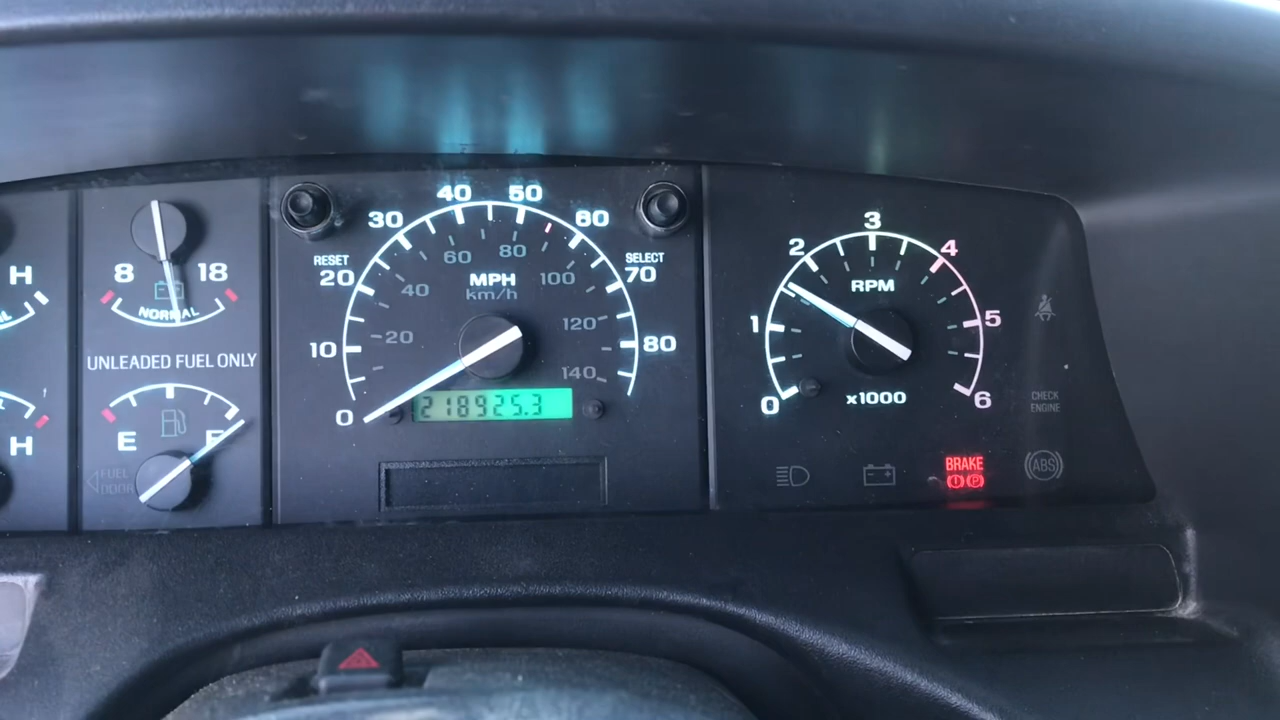 H
8 18
NORMAL
UNLEADED FUEL ONLY
E F
FUEL
DOOR
H
RESET
SELECT
0 10 20 30 40 50 60 70 80
MPH
km/h
20 40 60 80 100 120 140
218925.3
0 1 2 3 4 5 6
RPM
x1000
CHECK
ENGINE
BRAKE
(!) (P)
ABS